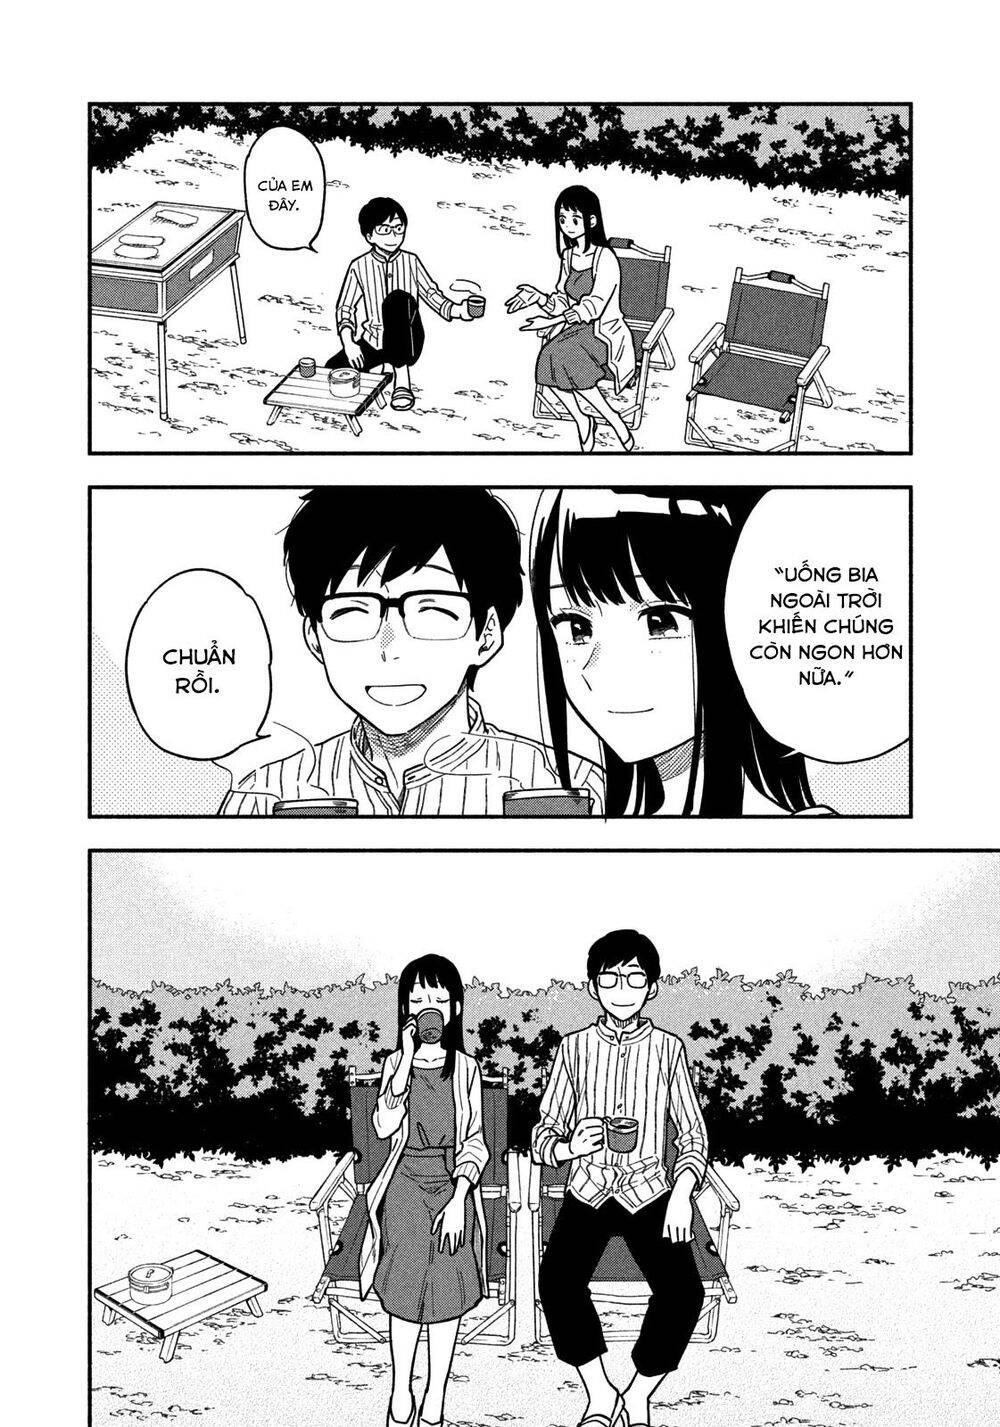 CỦA EM
ĐÂY.
“UỐNG BIA
NGOÀI TRỜI
KHIẾN CHÚNG
CÒN NGON HƠN
NỮA.”
CHUẨN
RỒI.